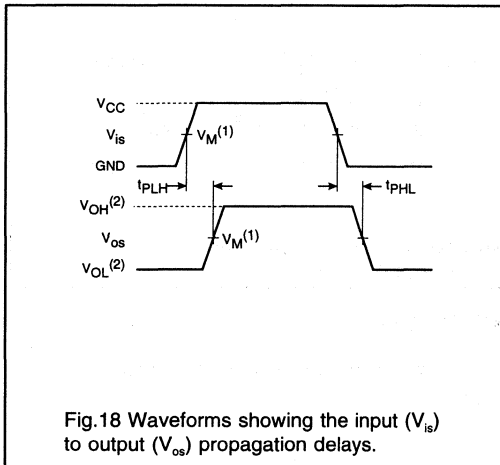 VCC
Vis
VM(1)
GND
tPLH
tPHL
VOH(2)
Vos
VM(1)
VOL(2)
Fig.18 Waveforms showing the input (Vis)
to output (Vos) propagation delays.